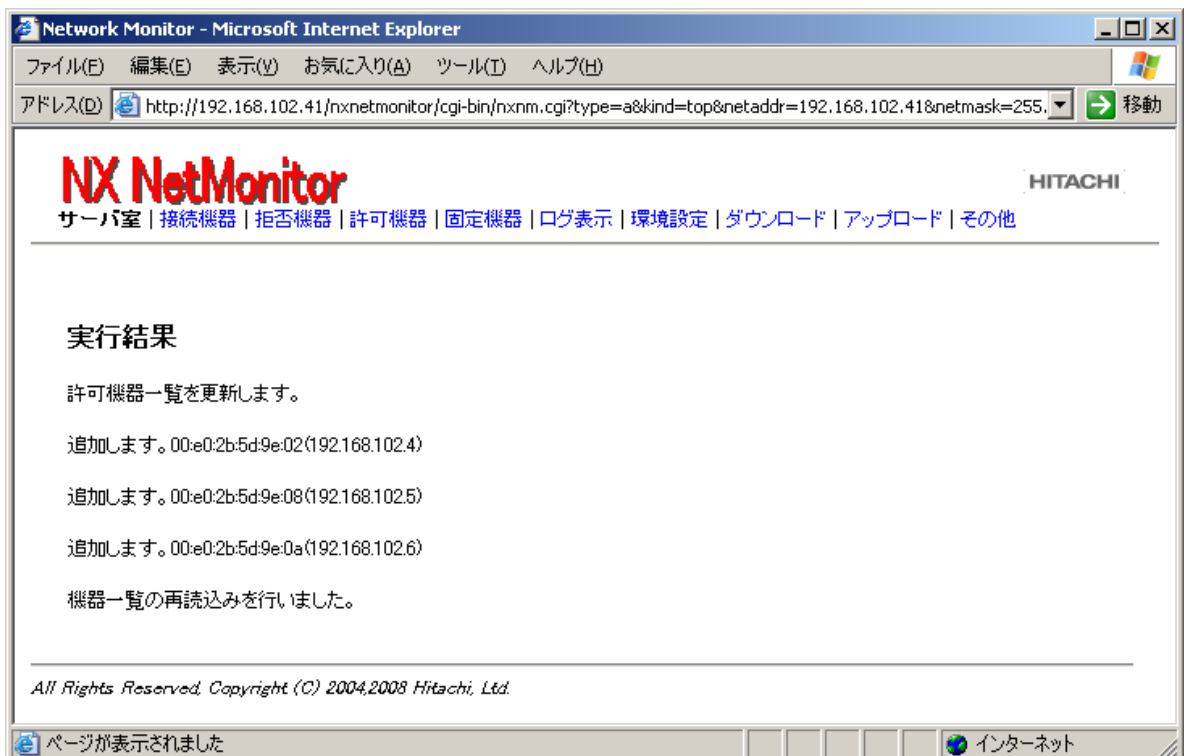 Network Monitor - Microsoft Internet Explorer
ファイル(F) 編集(E) 表示(V) お気に入り(A) ツール(T) ヘルプ(H)
アドレス(D) http://192.168.102.41/nxnetmonitor/cgi-bin/nxnm.cgi?type=a&kind=top&netaddr=192.168.102.41&netmask=255. 移動
NX NetMonitor
HITACHI
サーバ室 | 接続機器 | 拒否機器 | 許可機器 | 固定機器 | ログ表示 | 環境設定 | ダウンロード | アップロード | その他
実行結果
許可機器一覧を更新します。
追加します。00:e0:2b:5d:9e:02(192.168.102.4)
追加します。00:e0:2b:5d:9e:08(192.168.102.5)
追加します。00:e0:2b:5d:9e:0a(192.168.102.6)
機器一覧の再読込みを行いました。
All Rights Reserved, Copyright (C) 2004,2008 Hitachi, Ltd.
ページが表示されました インターネット